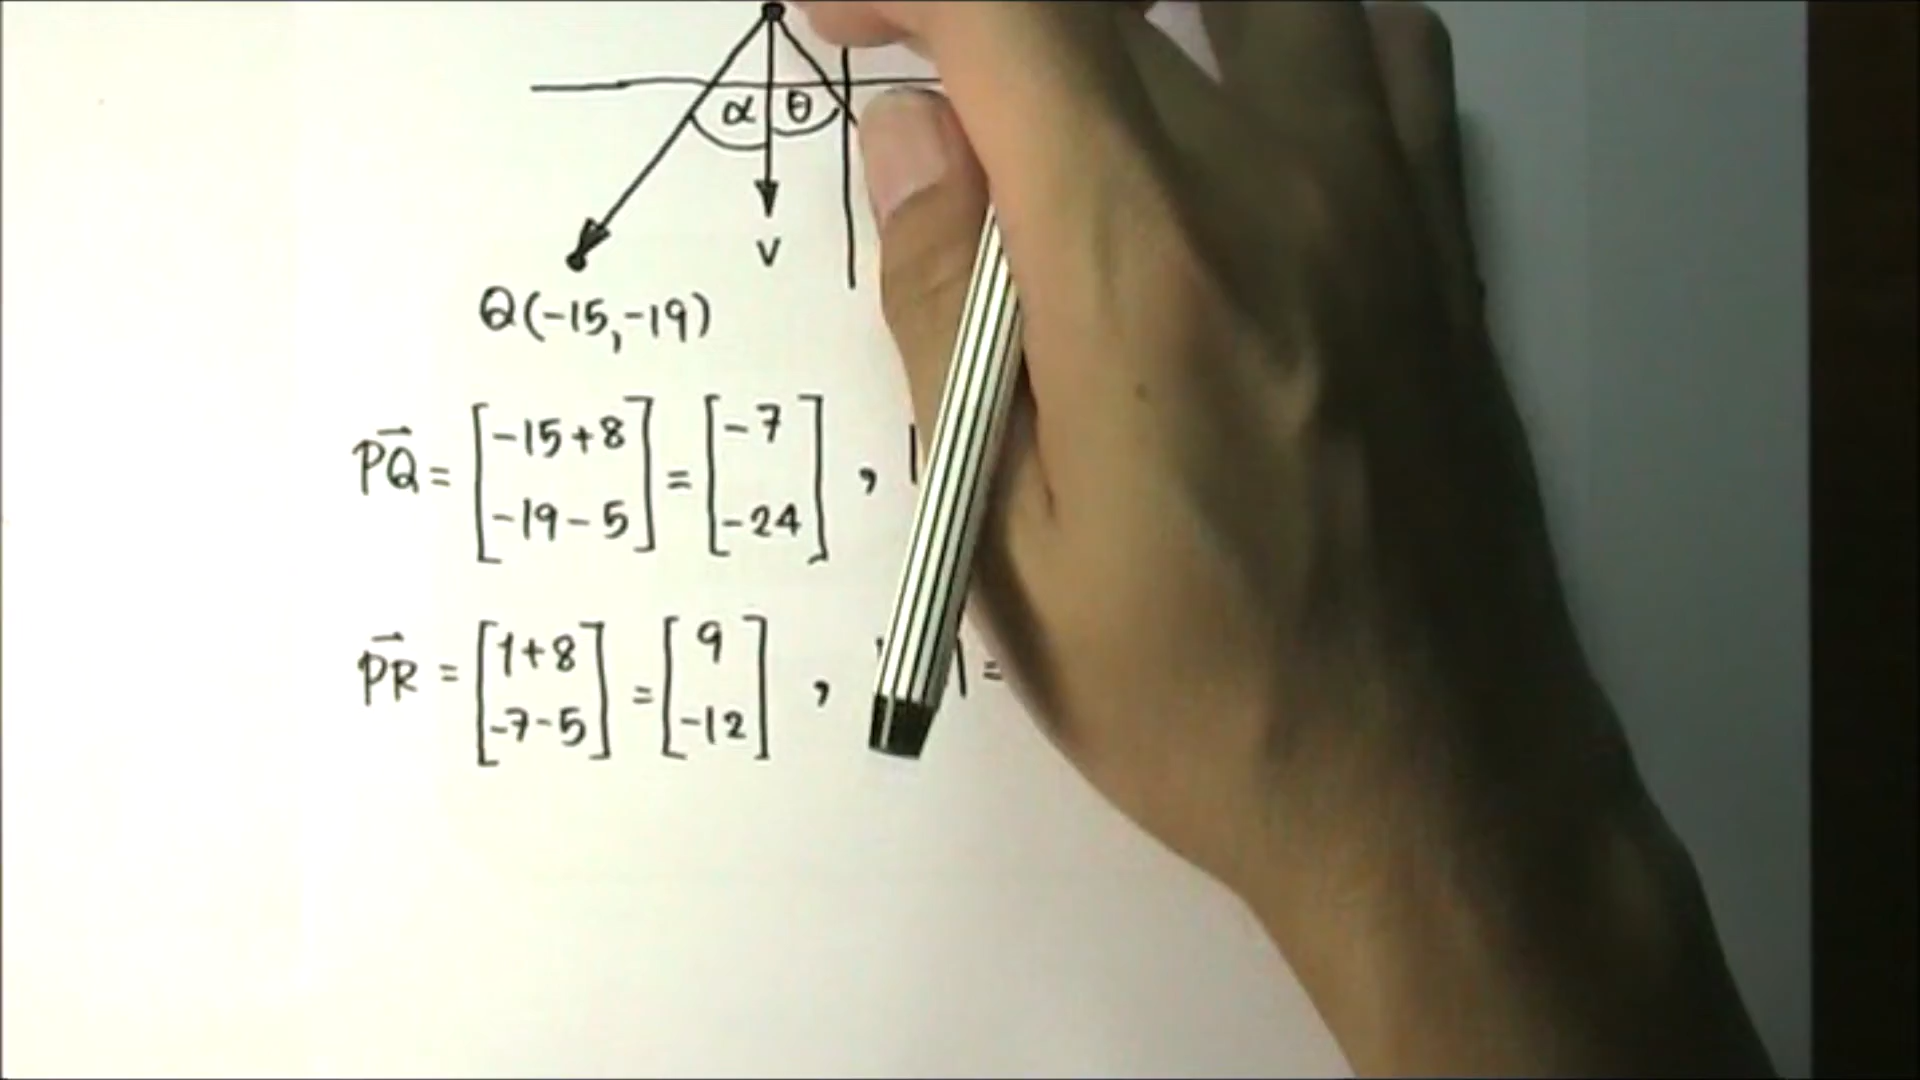 α θ
v
Q(-15,-19)
PQ⃗ = [-15+8 -19-5] = [-7 -24] , |
PR⃗ = [1+8 -7-5] = [9 -12] , | =